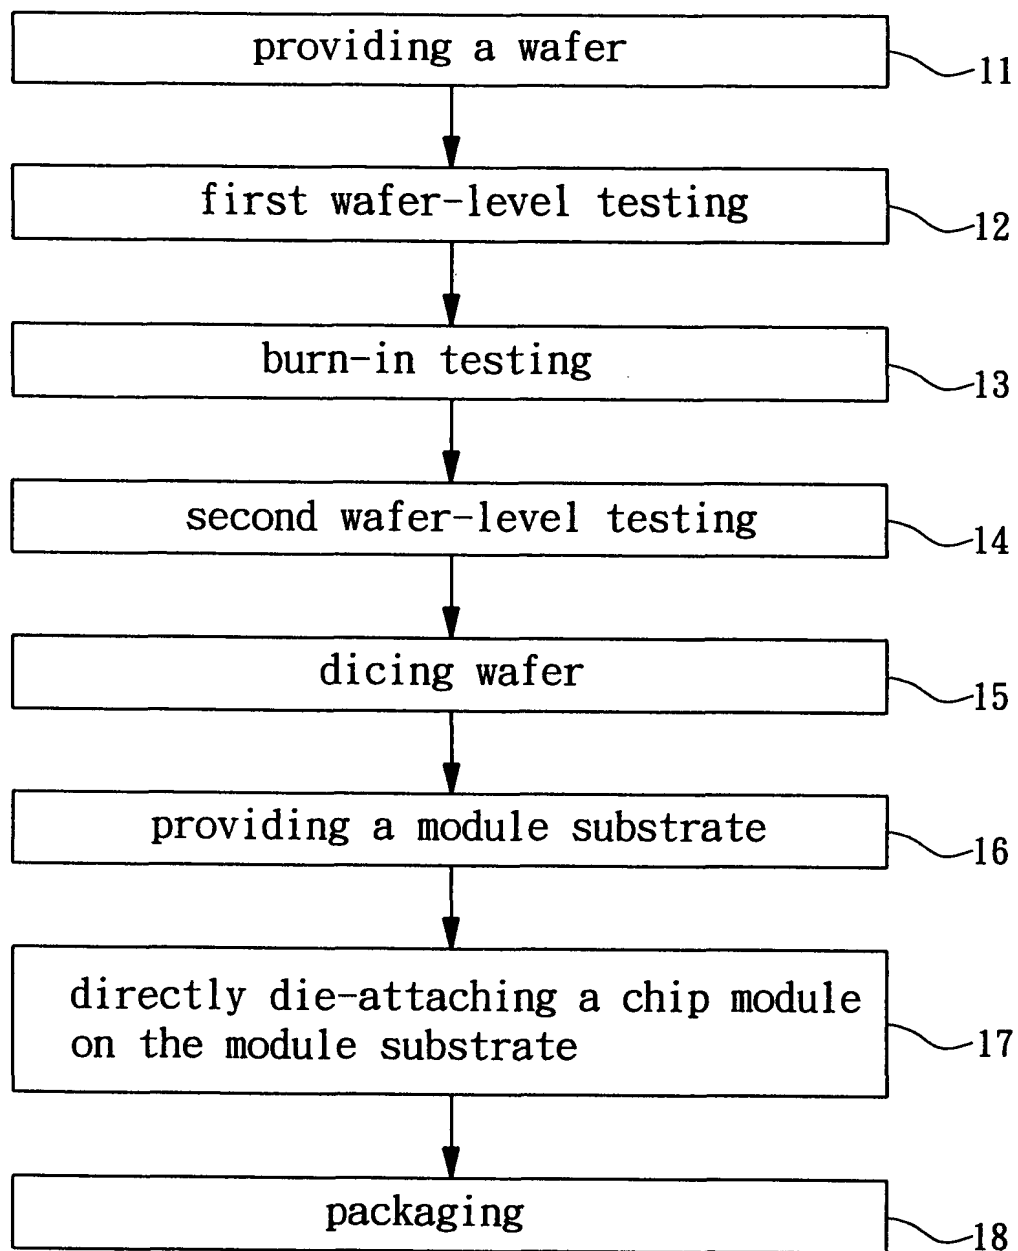 providing a wafer
11
first wafer-level testing
12
burn-in testing
13
second wafer-level testing
14
dicing wafer
15
providing a module substrate
16
directly die-attaching a chip module
on the module substrate
17
packaging
18